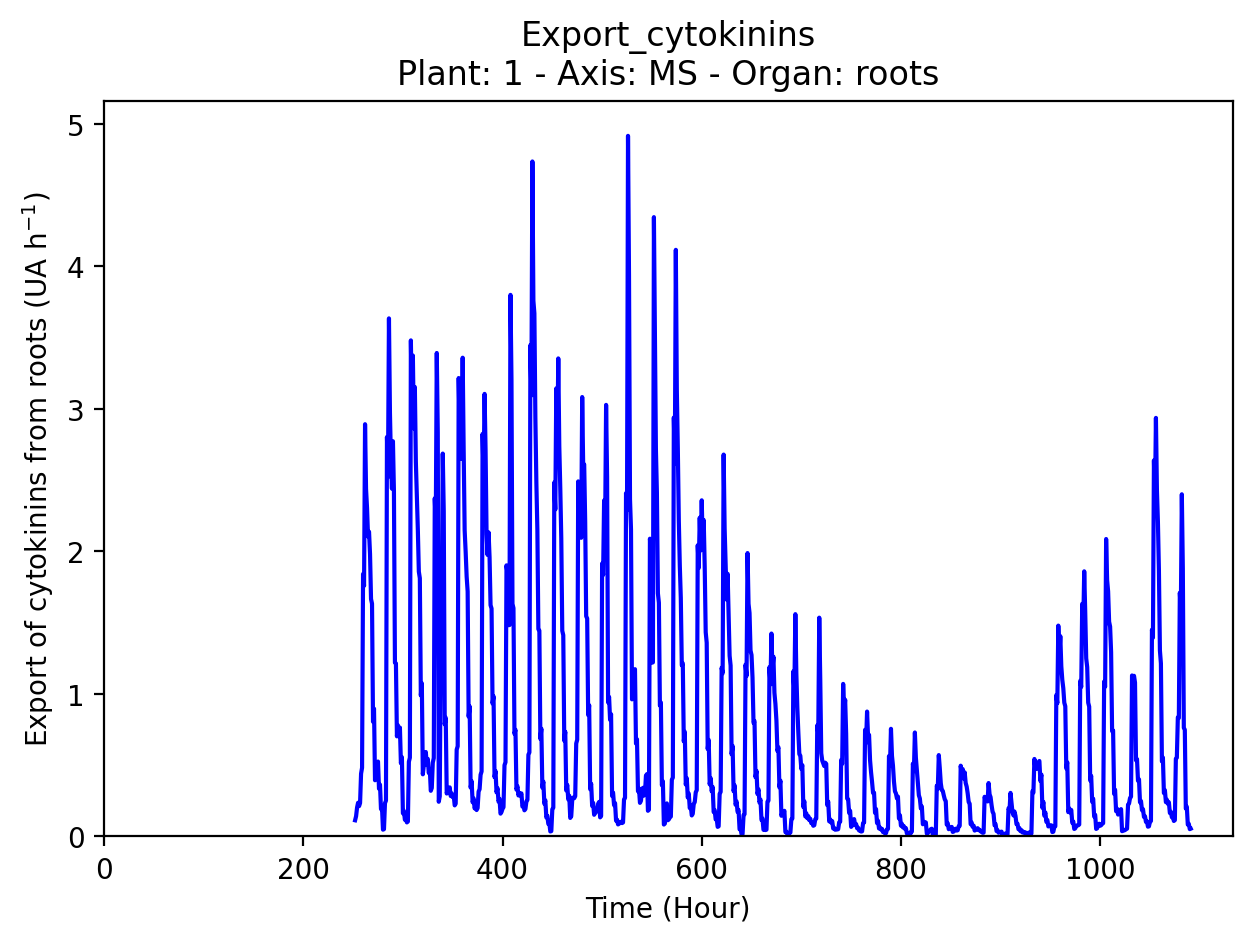 Export_cytokinins
Plant: 1 - Axis: MS - Organ: roots
Export of cytokinins from roots (UA h⁻¹)
5
4
3
2
1
0
0 200 400 600 800 1000
Time (Hour)